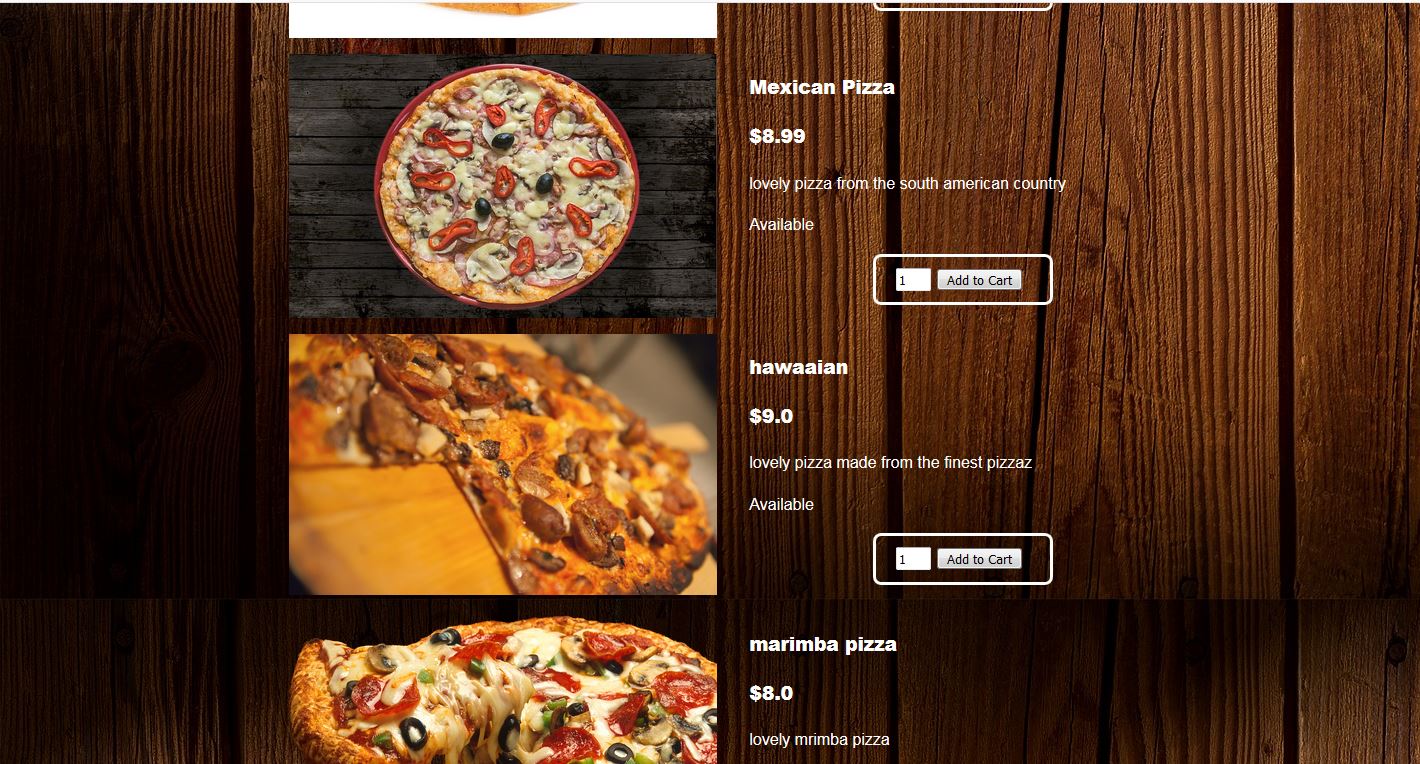 Mexican Pizza
$8.99
lovely pizza from the south american country
Available
1 Add to Cart
hawaaian
$9.0
lovely pizza made from the finest pizzaz
Available
1 Add to Cart
marimba pizza
$8.0
lovely mrimba pizza